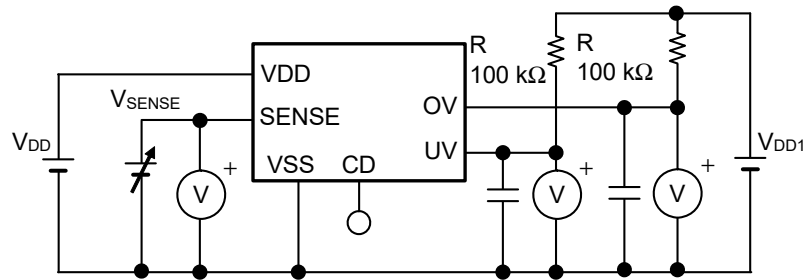 R
100 kΩ
R
100 kΩ
VDD
VSENSE
SENSE
OV
UV
VSS
CD
VDD
VDD1
V
+
V
+
V
+